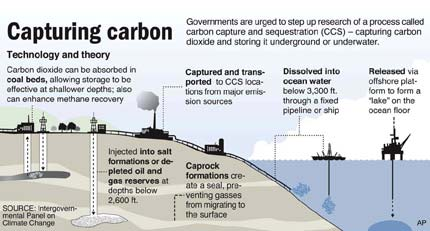 Capturing carbon
Governments are urged to step up research of a process called
carbon capture and sequestration (CCS) – capturing carbon
dioxide and storing it underground or underwater.
Technology and theory
Carbon dioxide can be absorbed in
coal beds, allowing storage to be
effective at shallower depths; also
can enhance methane recovery
Captured and trans-
ported to CCS loca-
tions from major emis-
sion sources
Dissolved into
ocean water
below 3,300 ft.
through a fixed
pipeline or ship
Released via
offshore plat-
form to form a
“lake” on the
ocean floor
Injected into salt
formations or de-
pleted oil and
gas reserves at
depths below
2,600 ft.
Caprock
formations cre-
ate a seal, pre-
venting gasses
from migrating to
the surface
SOURCE: Intergovern-
mental Panel on
Climate Change
AP